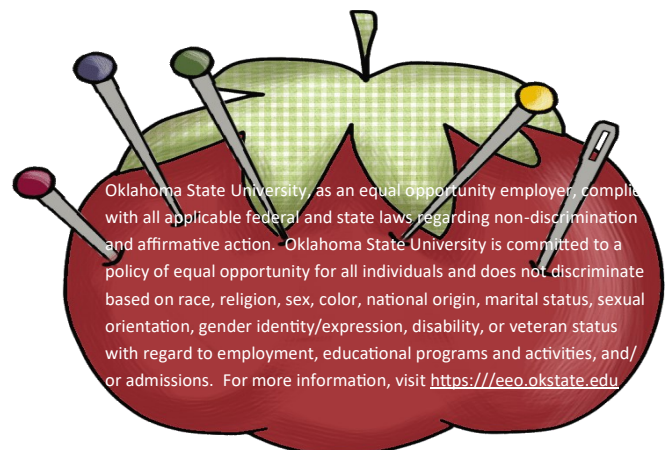 Oklahoma State University, as an equal opportunity employer, complie
with all applicable federal and state laws regarding non-discrimination
and affirmative action.  Oklahoma State University is committed to a
policy of equal opportunity for all individuals and does not discriminate
based on race, religion, sex, color, national origin, marital status, sexual
orientation, gender identity/expression, disability, or veteran status
with regard to employment, educational programs and activities, and/
or admissions.  For more information, visit https:///eeo.okstate.edu